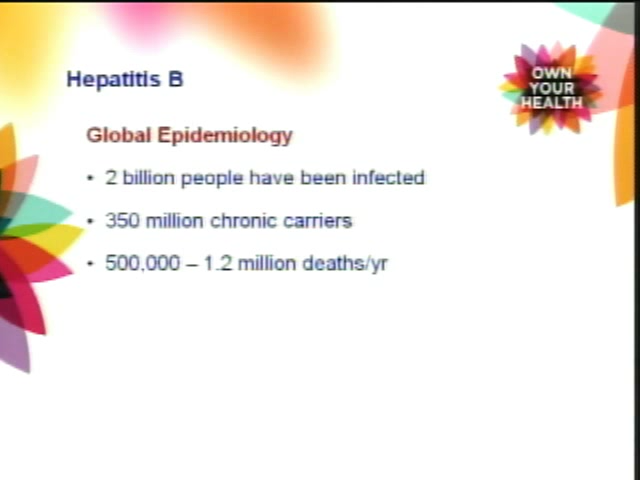 Hepatitis B
OWN
YOUR
HEALTH
Global Epidemiology
• 2 billion people have been infected
• 350 million chronic carriers
• 500,000 – 1.2 million deaths/yr